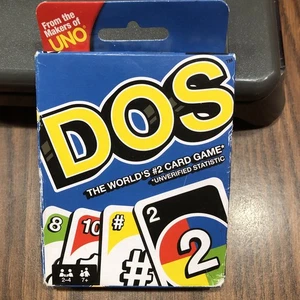 From the
Makers of
UNO
DOS
THE WORLD'S #2 CARD GAME*
*UNVERIFIED STATISTIC
8
10
#
#
2
2
2-4
7+